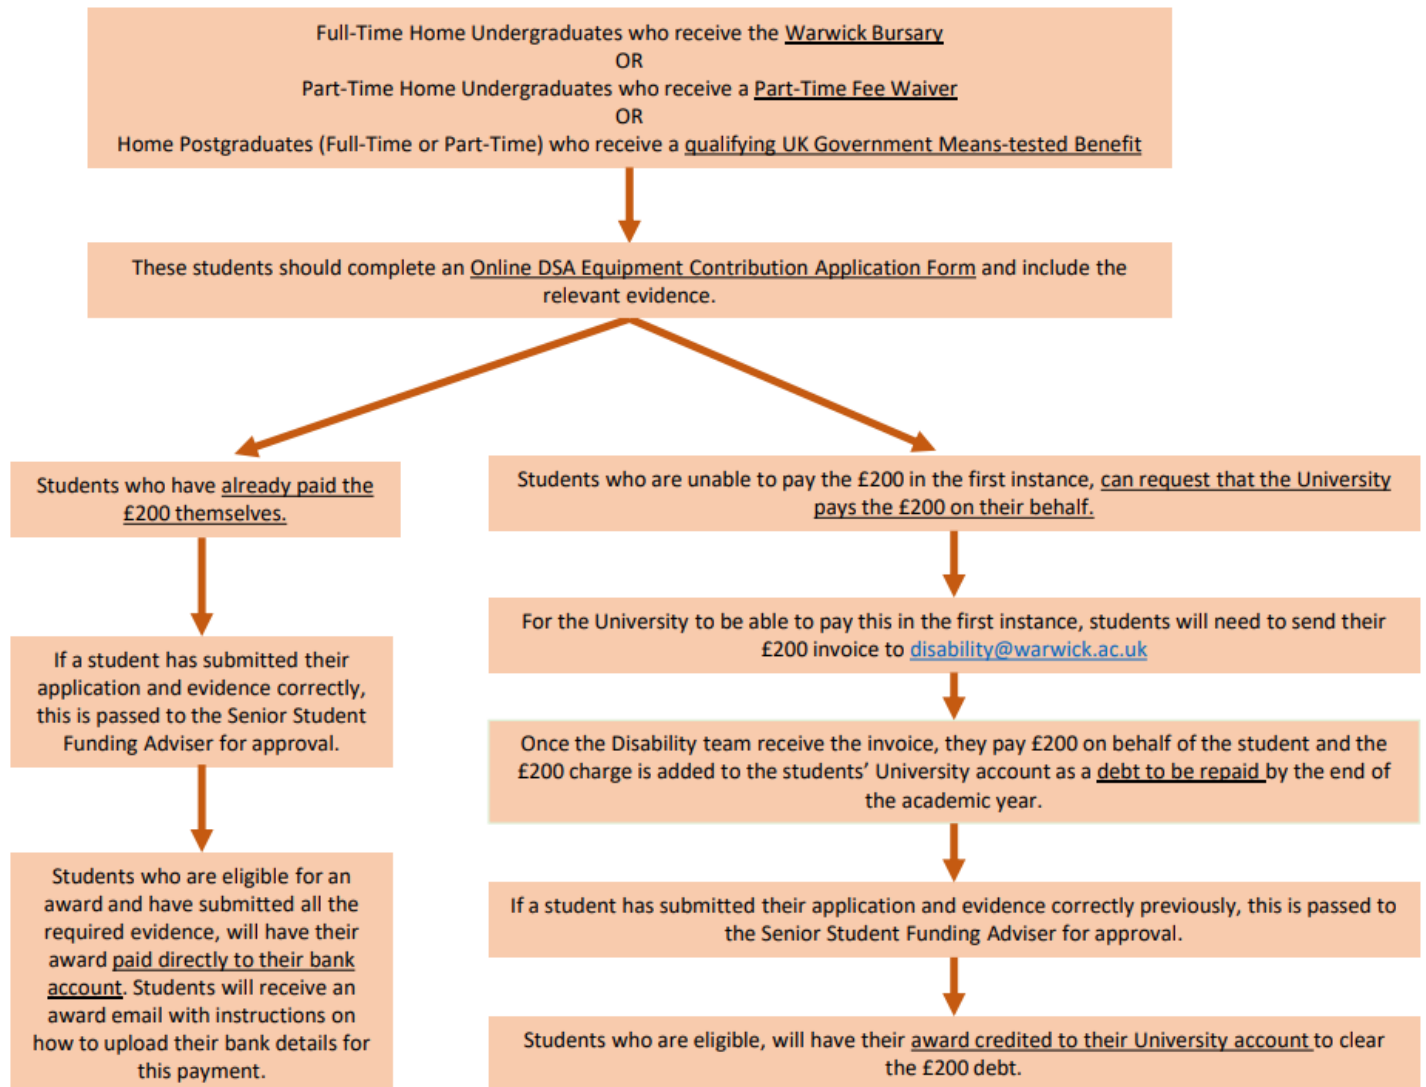 Full-Time Home Undergraduates who receive the Warwick Bursary
OR
Part-Time Home Undergraduates who receive a Part-Time Fee Waiver
OR
Home Postgraduates (Full-Time or Part-Time) who receive a qualifying UK Government Means-tested Benefit
These students should complete an Online DSA Equipment Contribution Application Form and include the
relevant evidence.
Students who have already paid the
£200 themselves.
If a student has submitted their
application and evidence correctly,
this is passed to the Senior Student
Funding Adviser for approval.
Students who are eligible for an
award and have submitted all the
required evidence, will have their
award paid directly to their bank
account. Students will receive an
award email with instructions on
how to upload their bank details for
this payment.
Students who are unable to pay the £200 in the first instance, can request that the University
pays the £200 on their behalf.
For the University to be able to pay this in the first instance, students will need to send their
£200 invoice to disability@warwick.ac.uk
Once the Disability team receive the invoice, they pay £200 on behalf of the student and the
£200 charge is added to the students’ University account as a debt to be repaid by the end of
the academic year.
If a student has submitted their application and evidence correctly previously, this is passed to
the Senior Student Funding Adviser for approval.
Students who are eligible, will have their award credited to their University account to clear
the £200 debt.